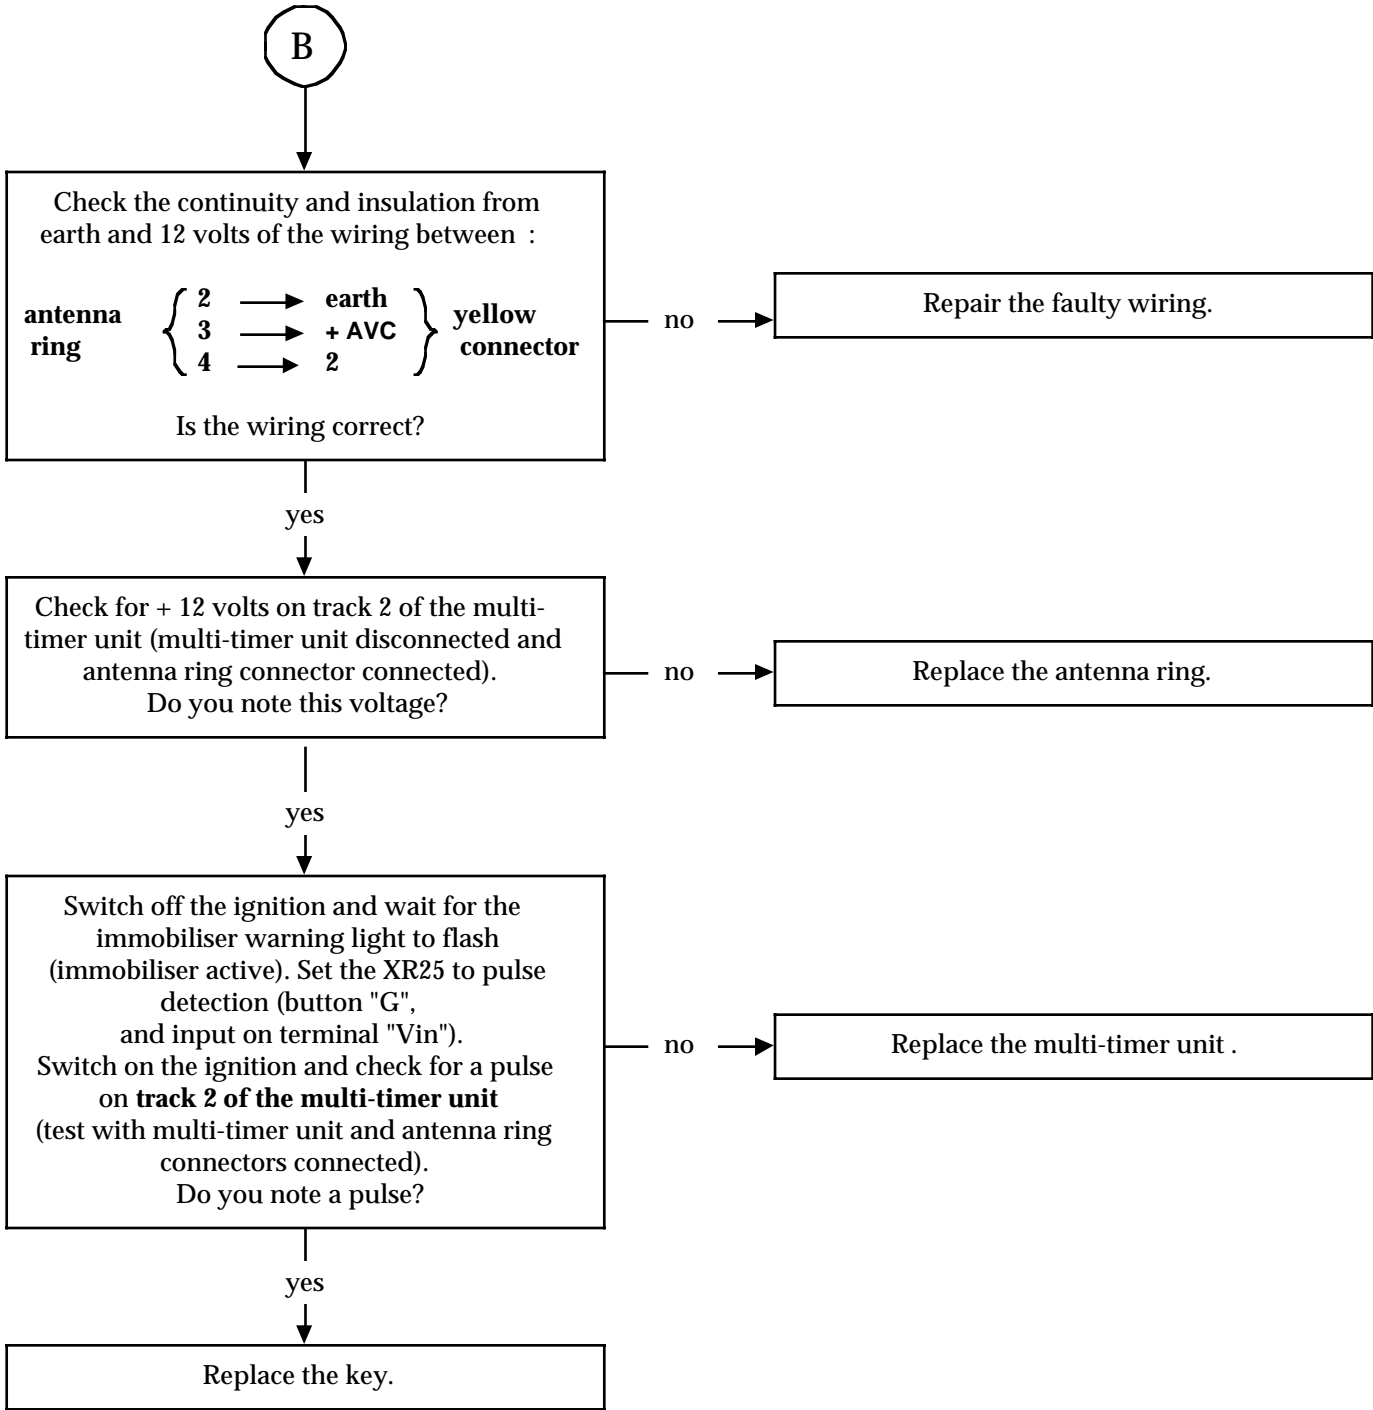 B
Check the continuity and insulation from
earth and 12 volts of the wiring between :
antenna
ring
2 earth
3 + AVC
4 2
yellow
connector
Is the wiring correct?
no
Repair the faulty wiring.
yes
Check for + 12 volts on track 2 of the multi-
timer unit (multi-timer unit disconnected and
antenna ring connector connected).
Do you note this voltage?
no
Replace the antenna ring.
yes
Switch off the ignition and wait for the
immobiliser warning light to flash
(immobiliser active). Set the XR25 to pulse
detection (button "G",
and input on terminal "Vin").
Switch on the ignition and check for a pulse
on track 2 of the multi-timer unit
(test with multi-timer unit and antenna ring
connectors connected).
Do you note a pulse?
no
Replace the multi-timer unit .
yes
Replace the key.